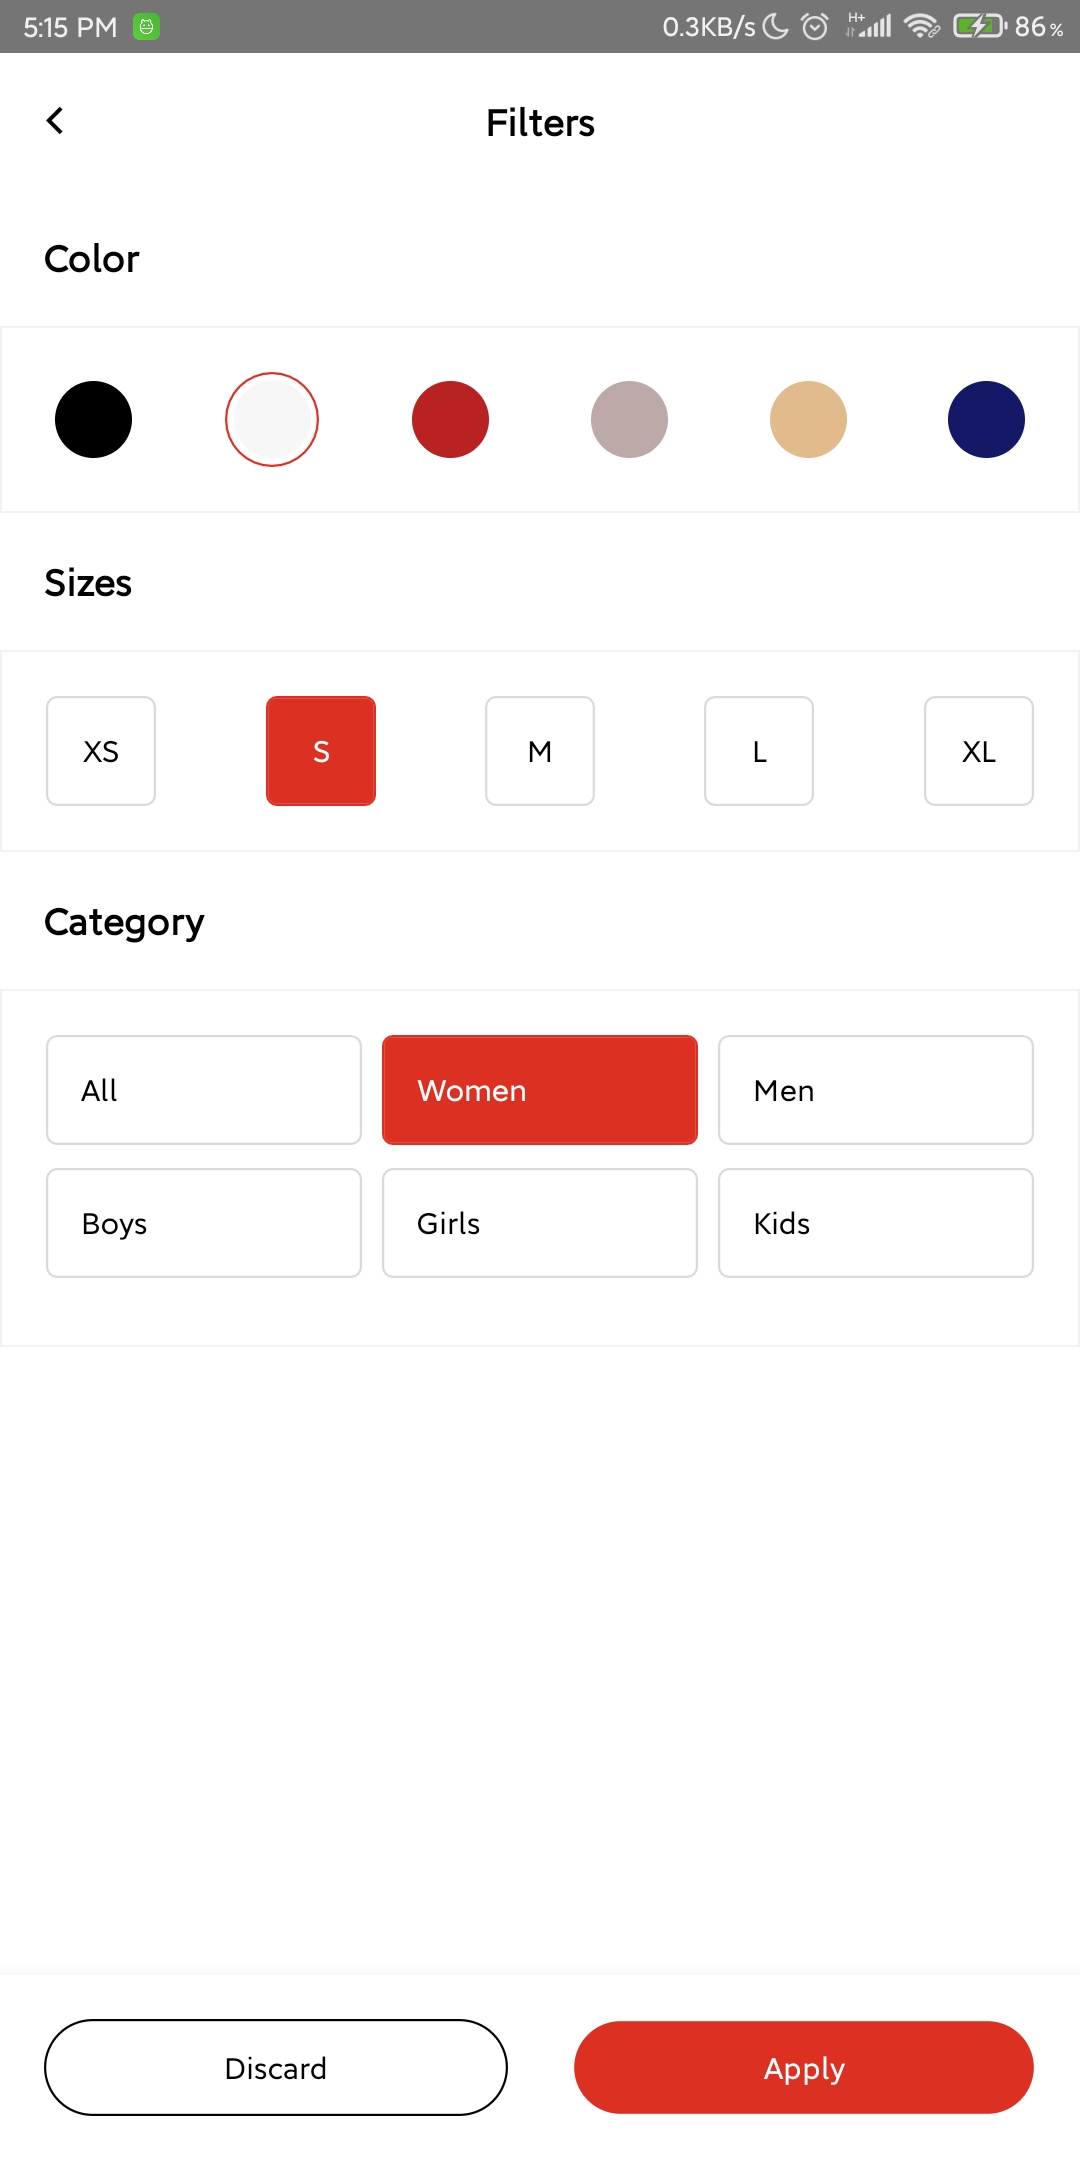 5:15 PM 0.3KB/s H+ 86%
Filters
Color
Sizes
XS S M L XL
Category
All Women Men
Boys Girls Kids
Discard Apply